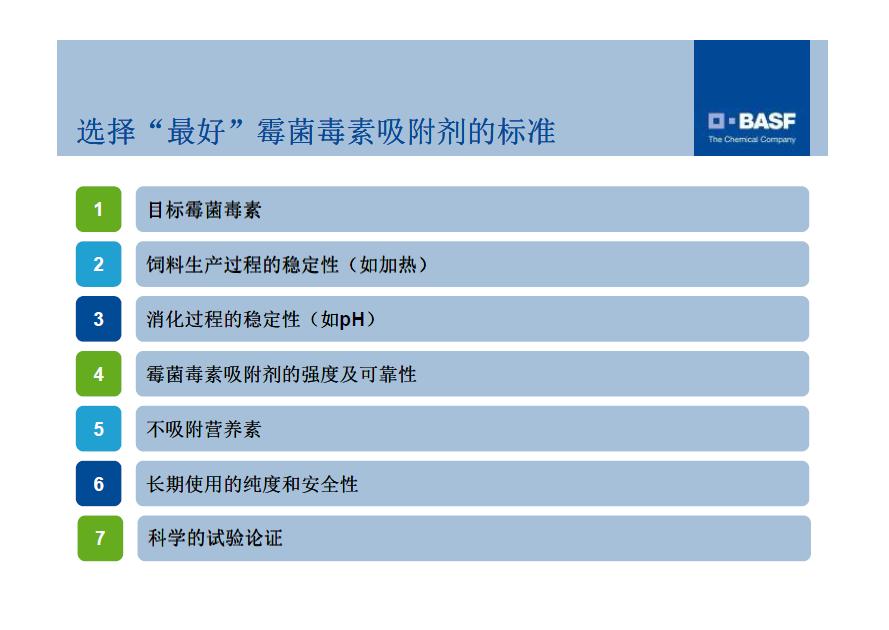 选择“最好”霉菌毒素吸附剂的标准
BASF
The Chemical Company
1 目标霉菌毒素
2 饲料生产过程的稳定性（如加热）
3 消化过程的稳定性（如pH）
4 霉菌毒素吸附剂的强度及可靠性
5 不吸附营养素
6 长期使用的纯度和安全性
7 科学的试验论证